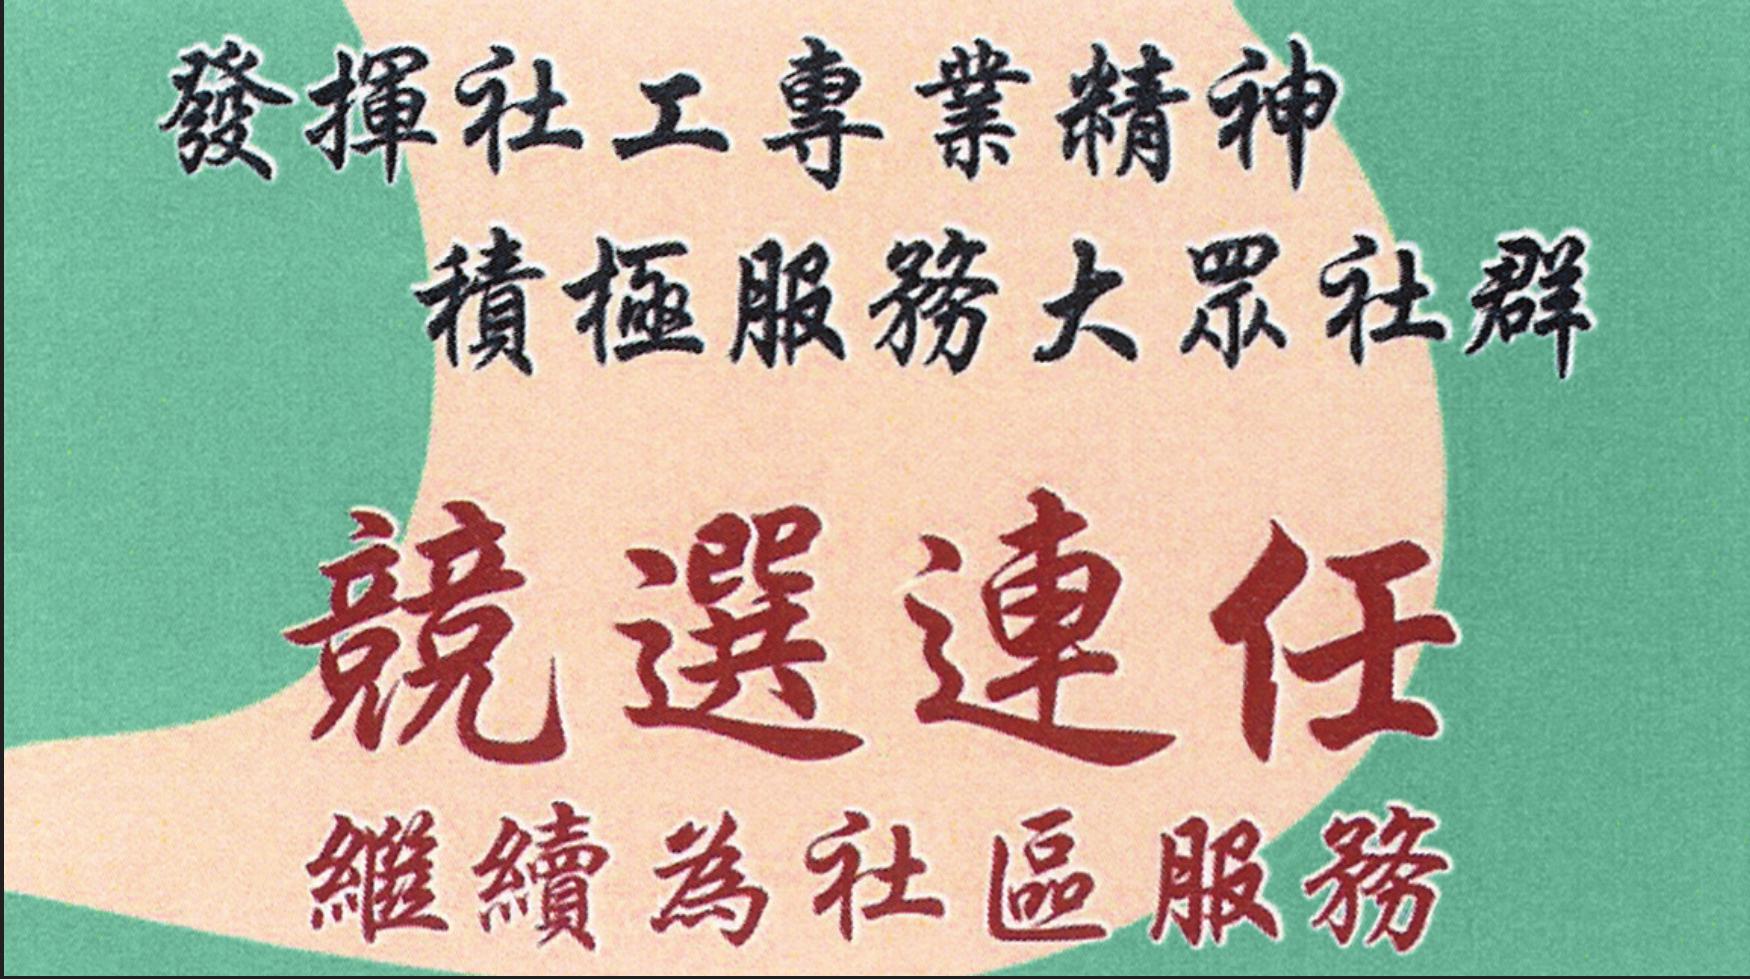 發揮社工專業精神
積極服務大眾社群
競選連任
繼續為社區服務